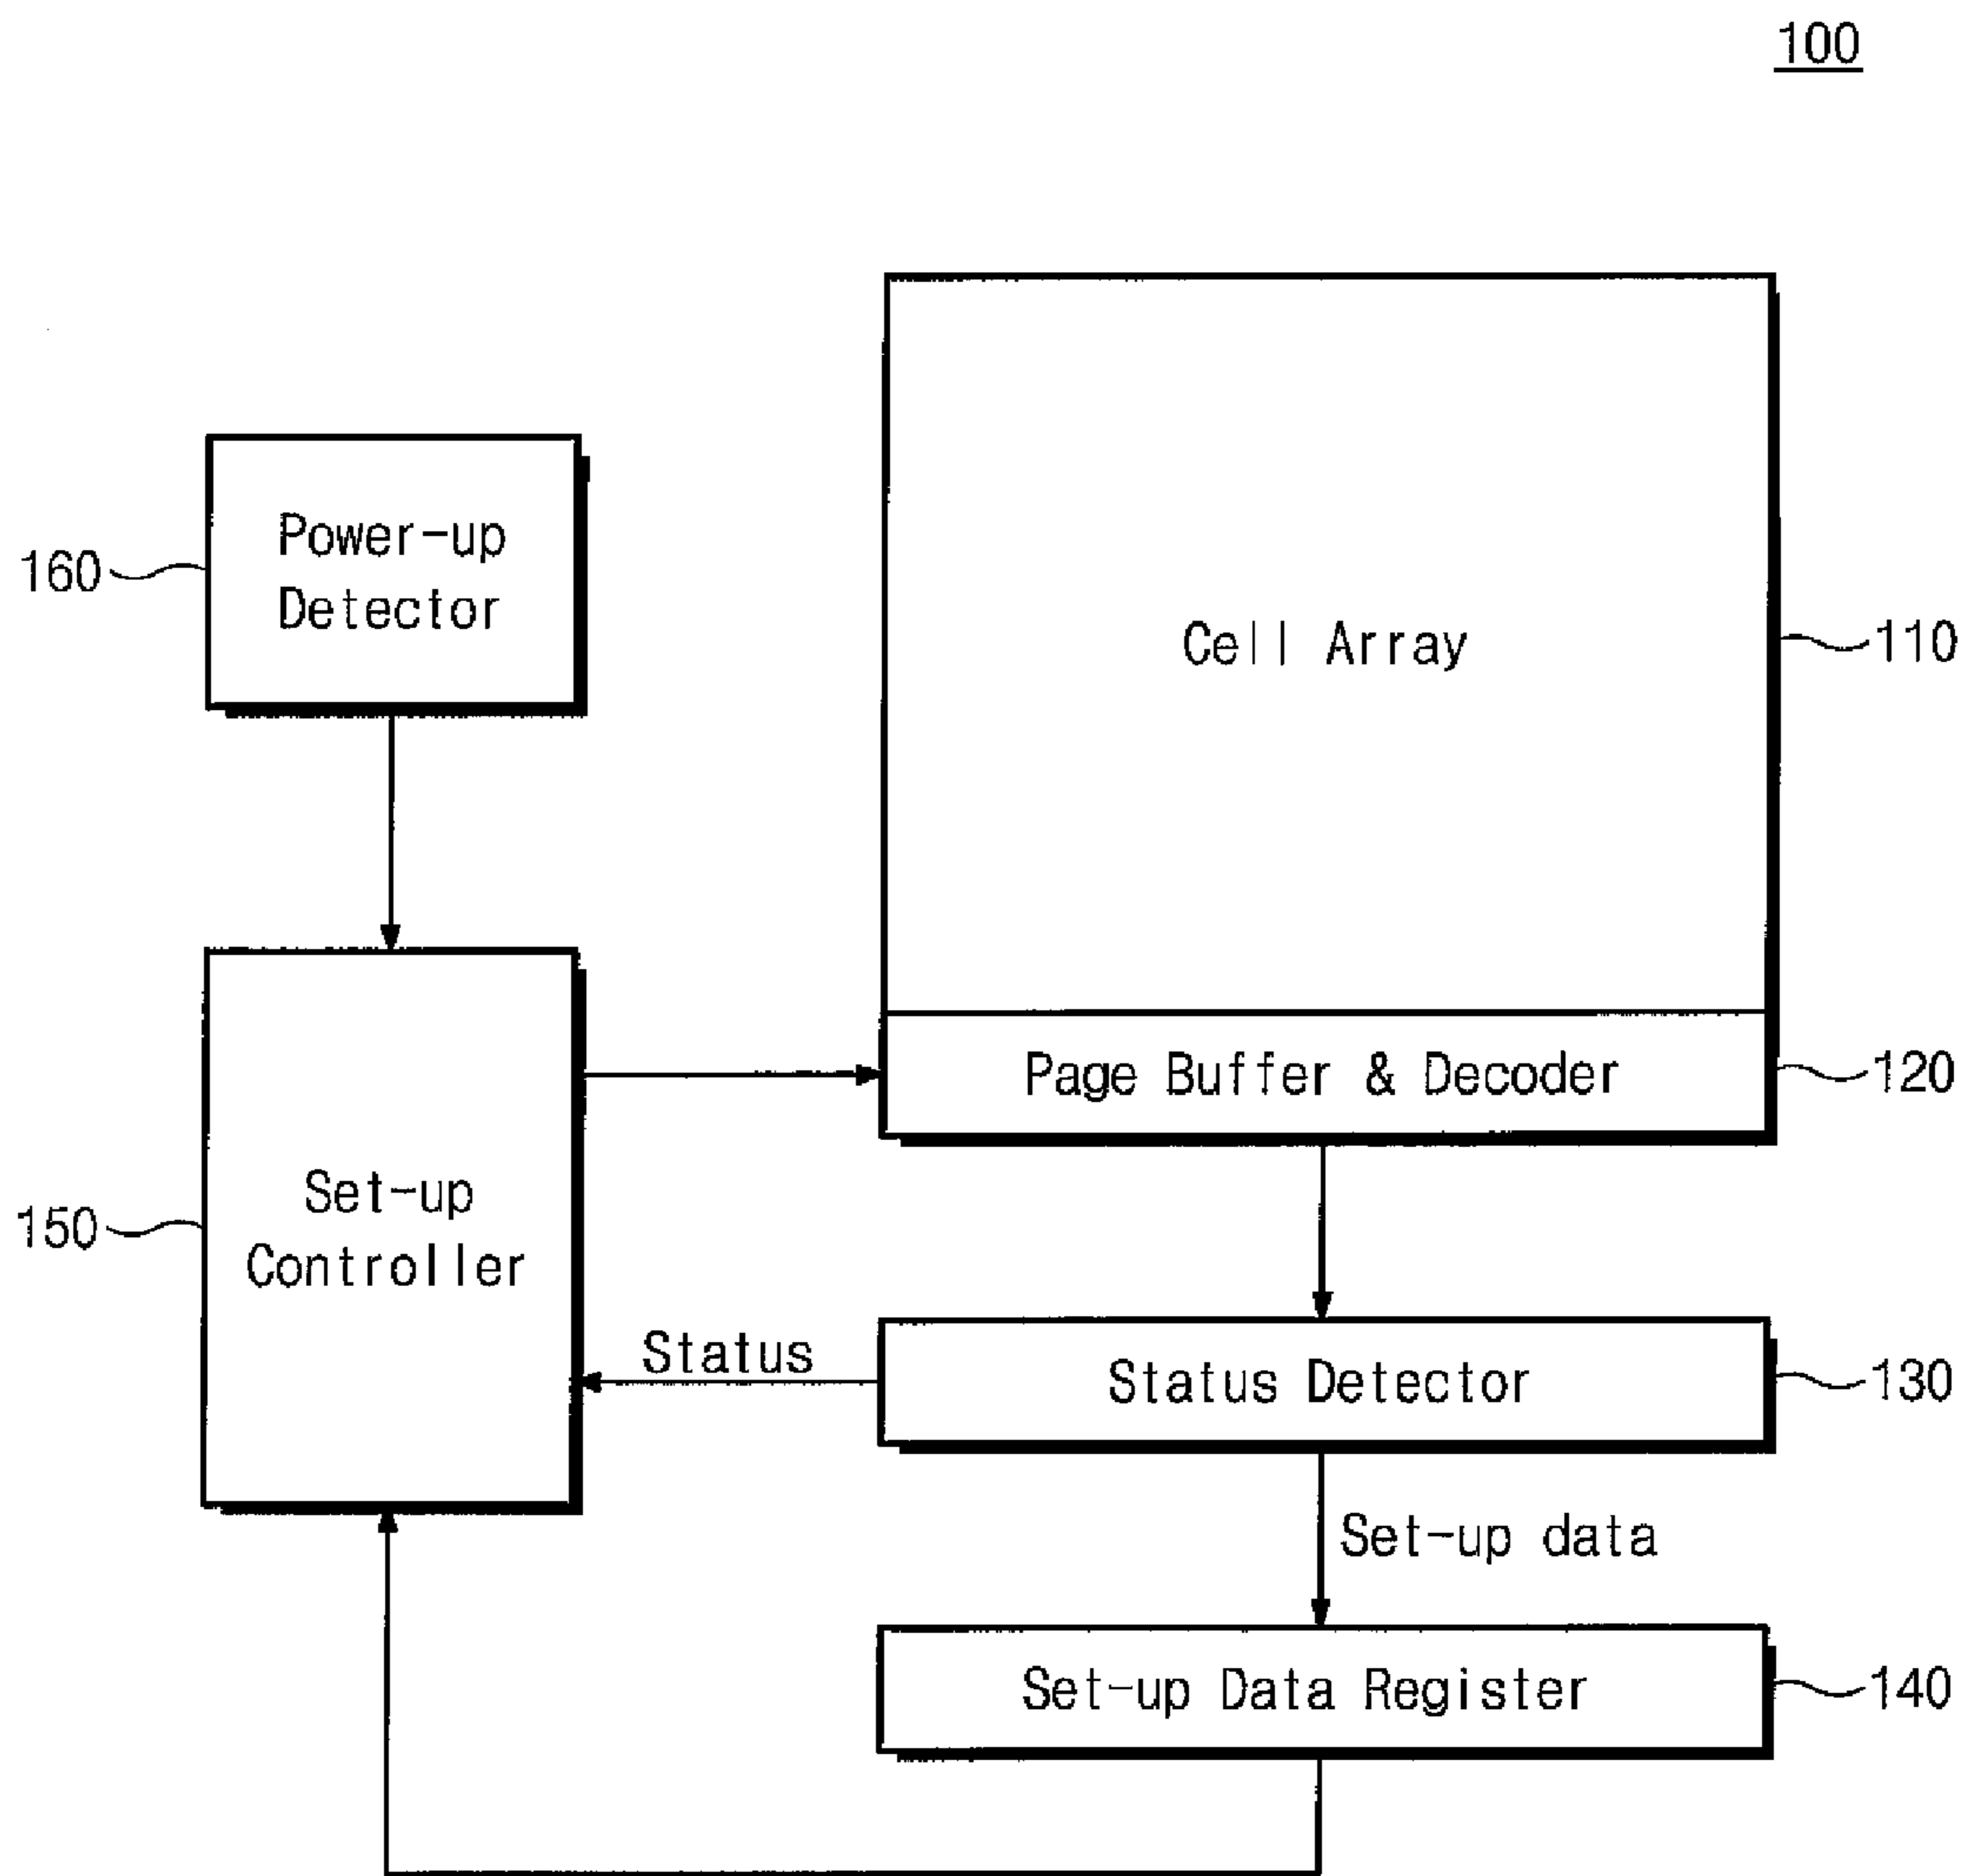 100
Power-up
Detector
160
Cell Array
110
Page Buffer & Decoder
120
Set-up
Controller
150
Status
Status Detector
130
Set-up data
Set-up Data Register
140